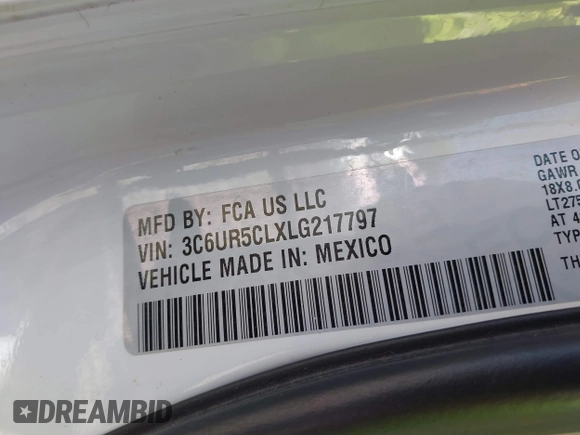 MFD BY: FCA US LLC
VIN: 3C6UR5CLXLG217797
VEHICLE MADE IN: MEXICO
DATE O
GAWR
18X8.
LT275
AT 4
TYP
TH
DREAMBID